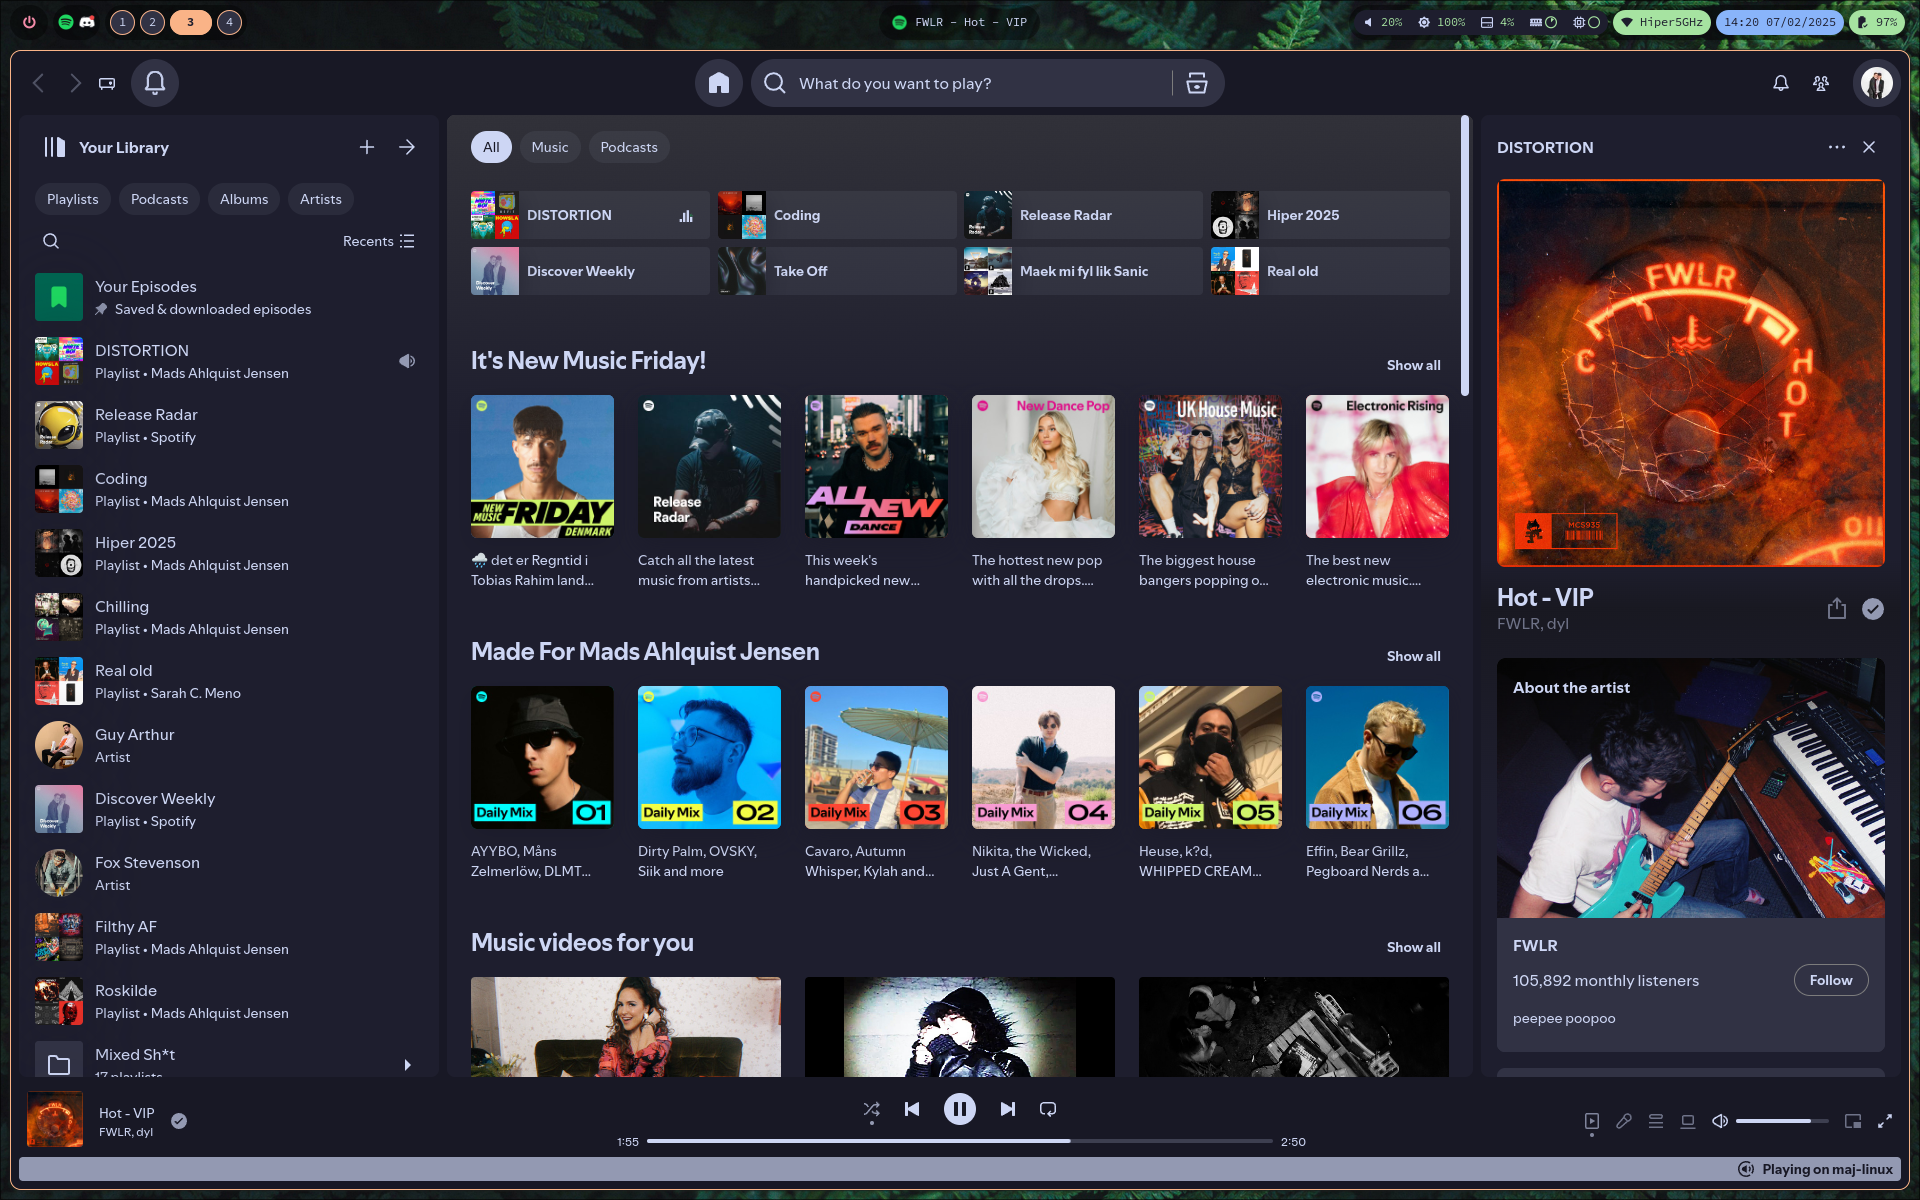 1
2
3
4
FWLR - Hot - VIP
20%
100%
4%
Hiper5GHz
14:20 07/02/2025
97%
What do you want to play?
Your Library
Playlists
Podcasts
Albums
Artists
Recents
Your Episodes
Saved & downloaded episodes
DISTORTION
Playlist • Mads Ahlquist Jensen
Release Radar
Playlist • Spotify
Coding
Playlist • Mads Ahlquist Jensen
Hiper 2025
Playlist • Mads Ahlquist Jensen
Chilling
Playlist • Mads Ahlquist Jensen
Real old
Playlist • Sarah C. Meno
Guy Arthur
Artist
Discover Weekly
Playlist • Spotify
Fox Stevenson
Artist
Filthy AF
Playlist • Mads Ahlquist Jensen
Roskilde
Playlist • Mads Ahlquist Jensen
Mixed Sh*t
17 playlists
All
Music
Podcasts
DISTORTION
Coding
Release Radar
Hiper 2025
Discover Weekly
Take Off
Maek mi fyl lik Sanic
Real old
It's New Music Friday!
Show all
NEW MUSIC FRIDAY
DENMARK
Release
Radar
ALL NEW
DANCE
New Dance Pop
UK House Music
Electronic Rising
🌧️ det er Regntid i
Tobias Rahim land...
Catch all the latest
music from artists...
This week's
handpicked new...
The hottest new pop
with all the drops....
The biggest house
bangers popping o...
The best new
electronic music....
Made For Mads Ahlquist Jensen
Show all
Daily Mix 01
Daily Mix 02
Daily Mix 03
Daily Mix 04
Daily Mix 05
Daily Mix 06
AYYBO, Måns
Zelmerlöw, DLMT...
Dirty Palm, OVSKY,
Siik and more
Cavaro, Autumn
Whisper, Kylah and...
Nikita, the Wicked,
Just A Gent,...
Heuse, k?d,
WHIPPED CREAM...
Effin, Bear Grillz,
Pegboard Nerds a...
Music videos for you
Show all
DISTORTION
FWLR
C
HOT
MCS935
OIL
Hot - VIP
FWLR, dyl
About the artist
FWLR
105,892 monthly listeners
Follow
peepee poopoo
Hot - VIP
FWLR, dyl
1:55
2:50
Playing on maj-linux